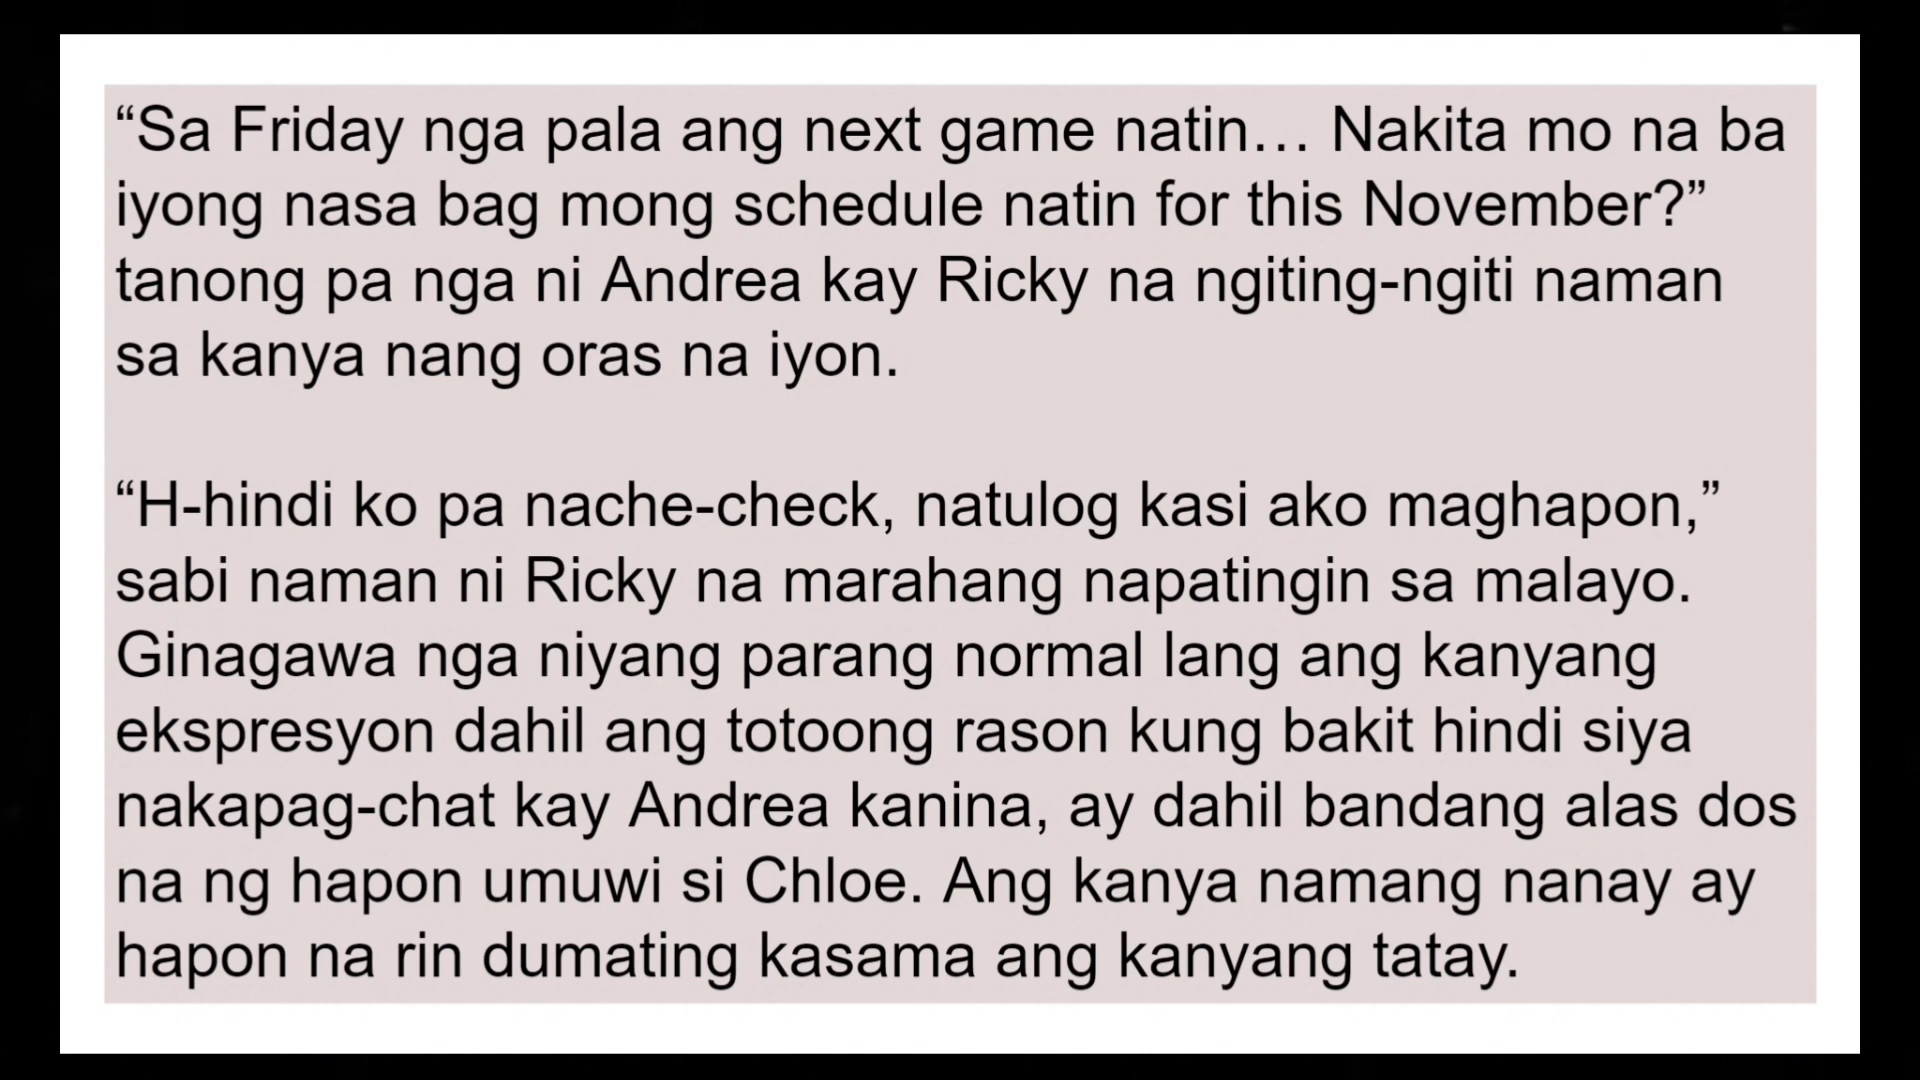 “Sa Friday nga pala ang next game natin… Nakita mo na ba
iyong nasa bag mong schedule natin for this November?”
tanong pa nga ni Andrea kay Ricky na ngiting-ngiti naman
sa kanya nang oras na iyon.
“H-hindi ko pa nache-check, natulog kasi ako maghapon,”
sabi naman ni Ricky na marahang napatingin sa malayo.
Ginagawa nga niyang parang normal lang ang kanyang
ekspresyon dahil ang totoong rason kung bakit hindi siya
nakapag-chat kay Andrea kanina, ay dahil bandang alas dos
na ng hapon umuwi si Chloe. Ang kanya namang nanay ay
hapon na rin dumating kasama ang kanyang tatay.